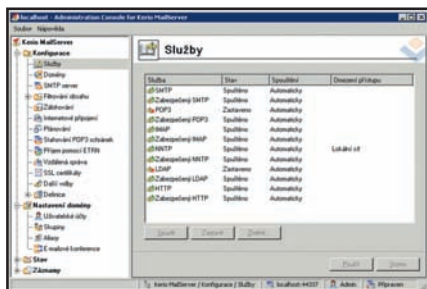 localhost - Administration Console for Kerio MailServer
Soubor Nápověda
Kerio MailServer
Konfigurace
Služby
Domény
SMTP server
Filtrování obsahu
Zálohování
Internetové připojení
Plánování
Stahování POP3 schránek
Příjem pomocí ETRN
Vzdálená správa
SSL certifikáty
Další volby
Definice
Nastavení domény
Uživatelské účty
Skupiny
Aliasy
E-mailové konference
Stav
Záznamy
Služby
Služba Stav Spouštění Omezení přístupu
SMTP Spuštěno Automaticky
Zabezpečený SMTP Spuštěno Automaticky
POP3 Zastaveno Automaticky
Zabezpečený POP3 Spuštěno Automaticky
IMAP Spuštěno Automaticky
Zabezpečený IMAP Spuštěno Automaticky
NNTP Spuštěno Automaticky Lokální síť
Zabezpečený NNTP Spuštěno Automaticky
LDAP Zastaveno Automaticky
Zabezpečený LDAP Spuštěno Automaticky
HTTP Spuštěno Automaticky
Zabezpečený HTTP Spuštěno Automaticky
Spustit Zastavit Změnit...
Použít Storno
Kerio MailServer / Konfigurace / Služby localhost:44337 Admin Připraven